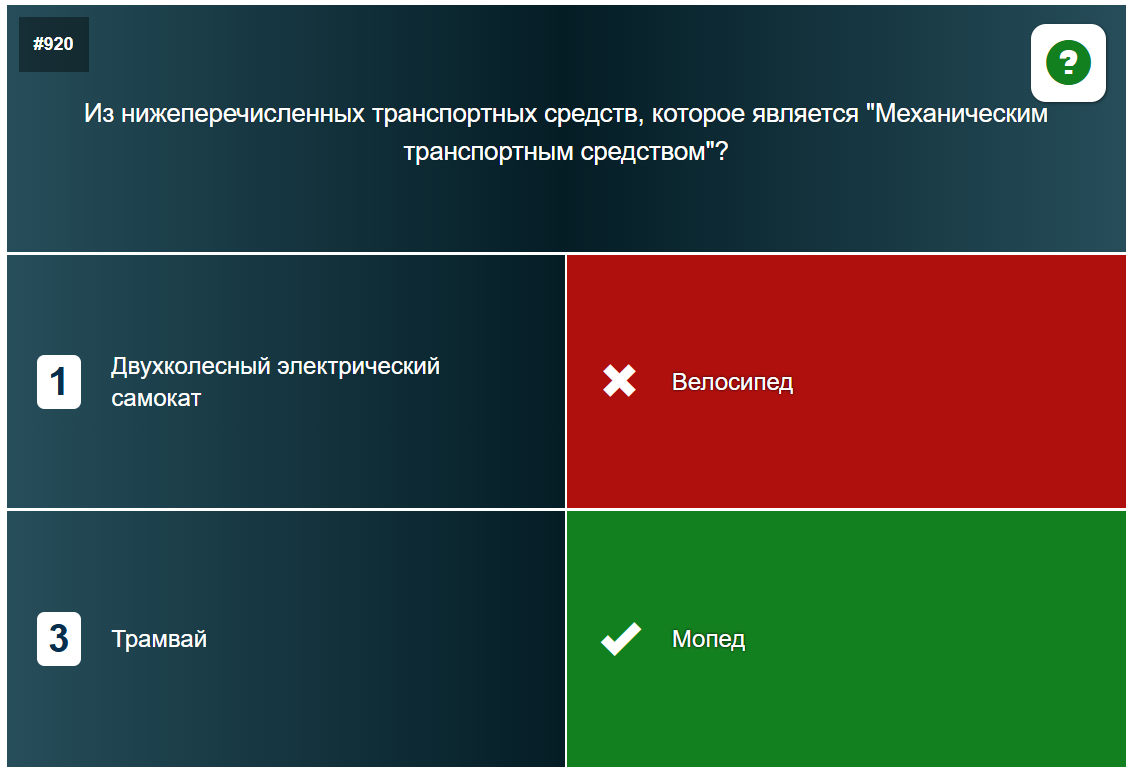 #920
?
Из нижеперечисленных транспортных средств, которое является "Механическим
транспортным средством"?
1
Двухколесный электрический
самокат
Велосипед
3
Трамвай
Мопед